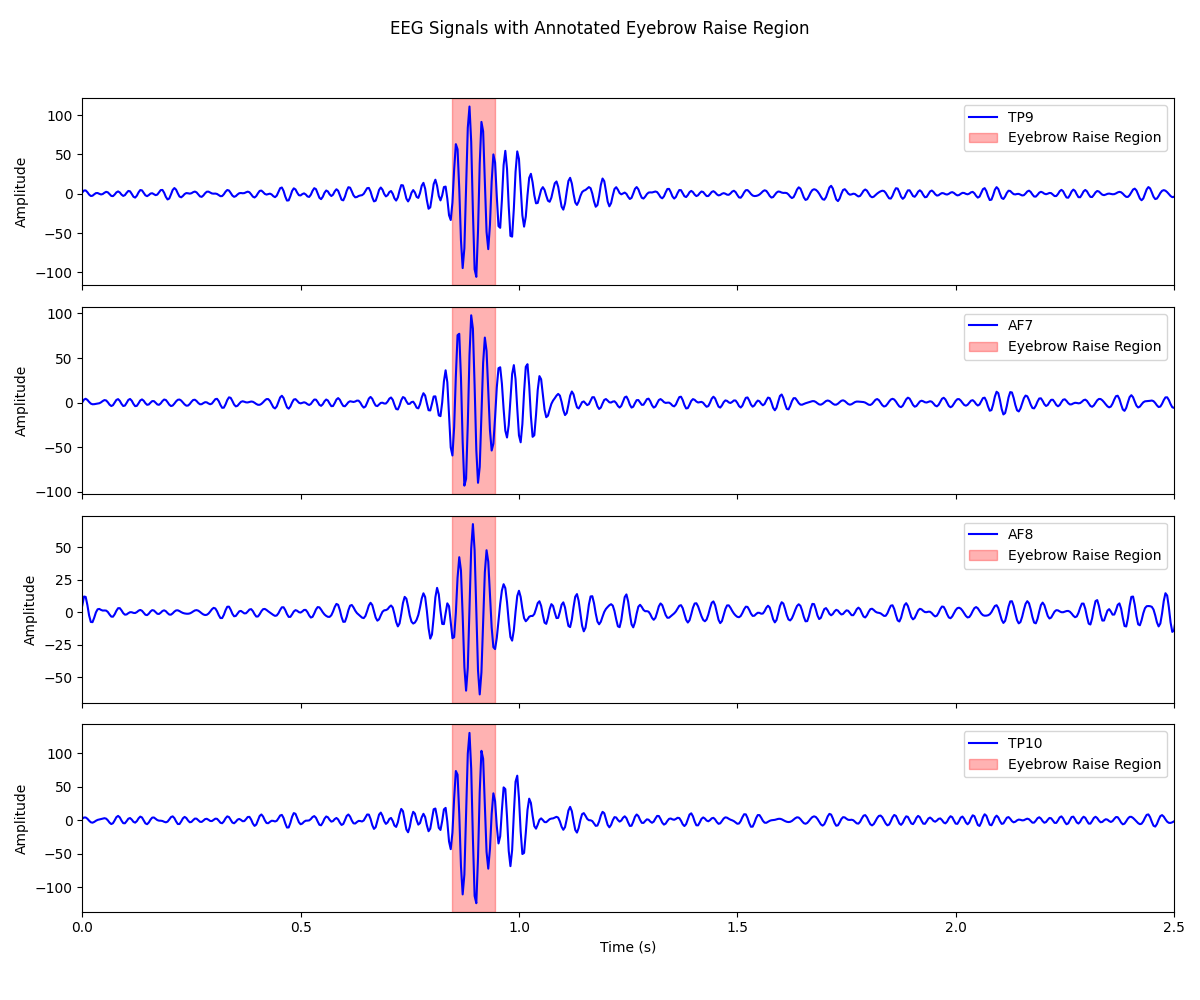 EEG Signals with Annotated Eyebrow Raise Region
100
50
0
−50
−100
Amplitude
TP9
Eyebrow Raise Region
100
50
0
−50
−100
Amplitude
AF7
Eyebrow Raise Region
50
25
0
−25
−50
Amplitude
AF8
Eyebrow Raise Region
100
50
0
−50
−100
Amplitude
TP10
Eyebrow Raise Region
0.0 0.5 1.0 1.5 2.0 2.5
Time (s)